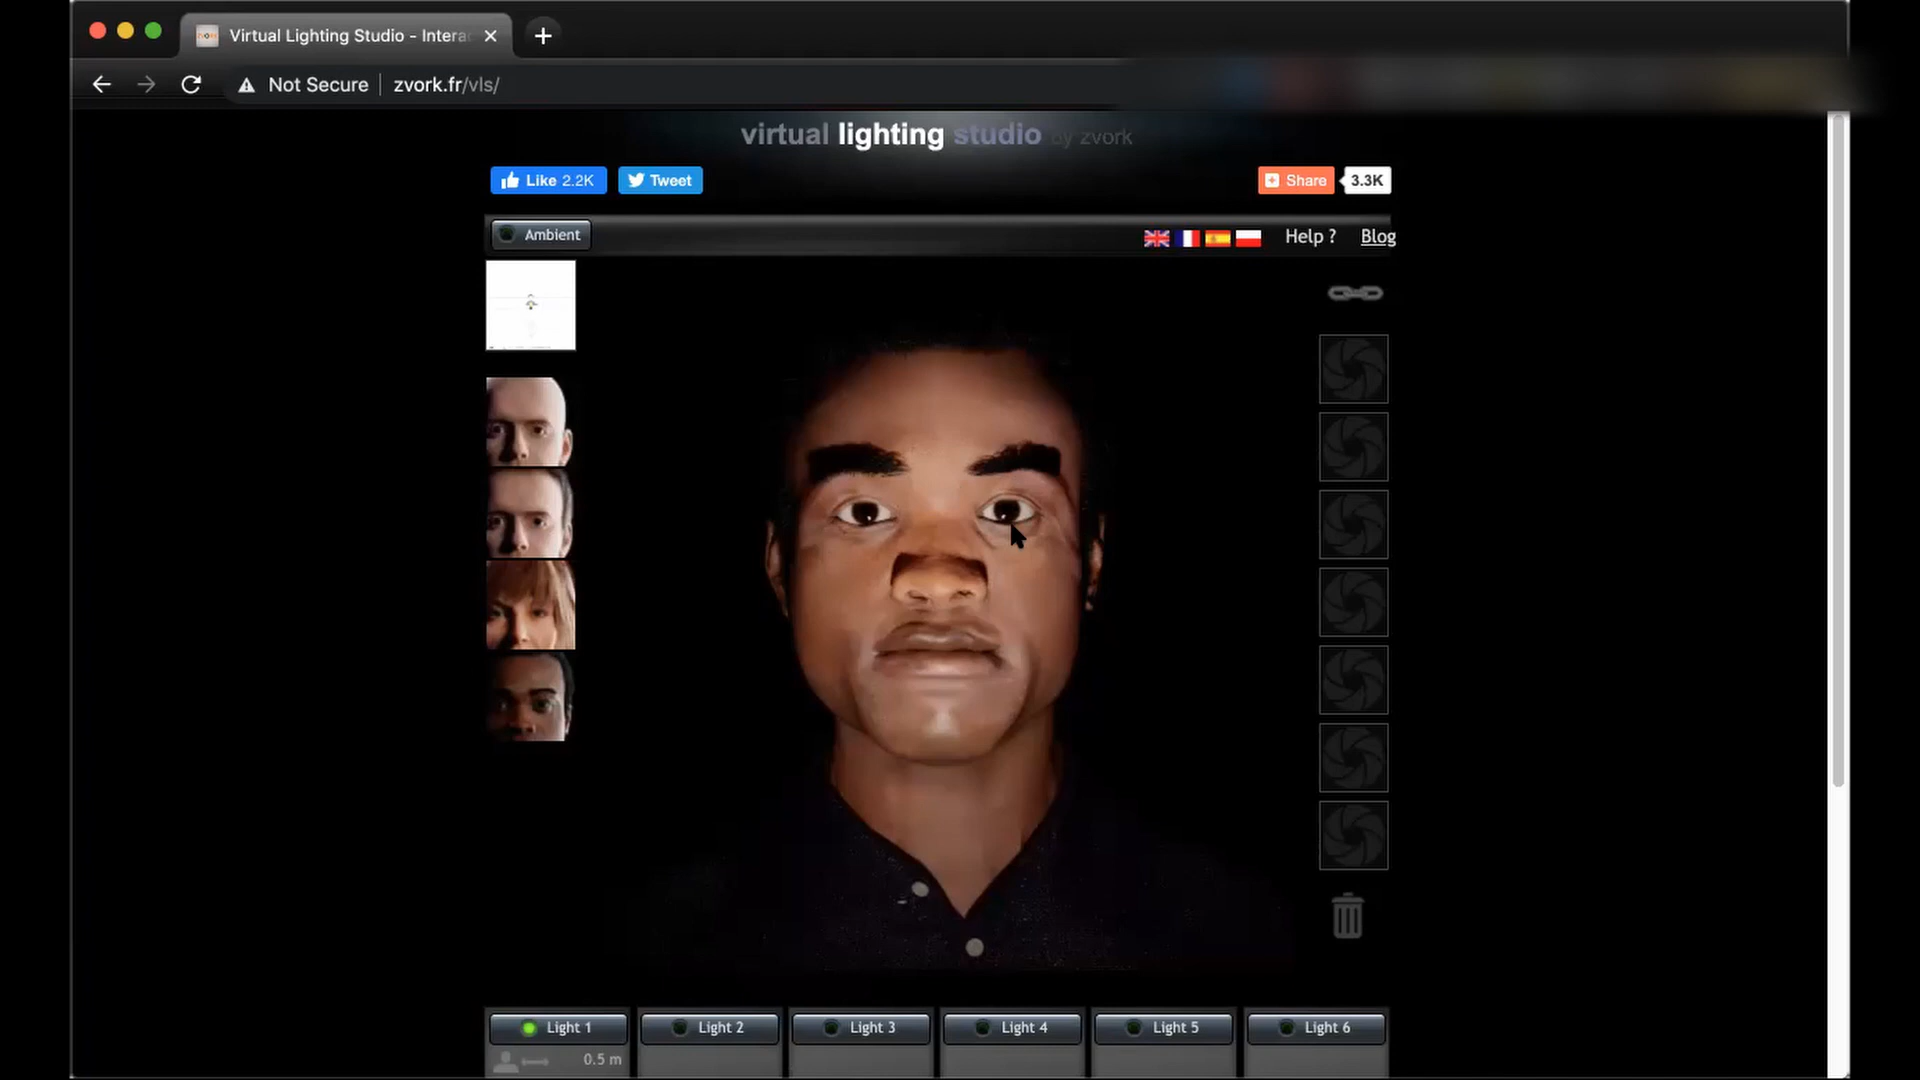 Virtual Lighting Studio - Intera
Not Secure
zvork.fr/vls/
virtual lighting studio by zvork
Like 2.2K
Tweet
Share
3.3K
Ambient
Help ?
Blog
Light 1
Light 2
Light 3
Light 4
Light 5
Light 6
0.5 m